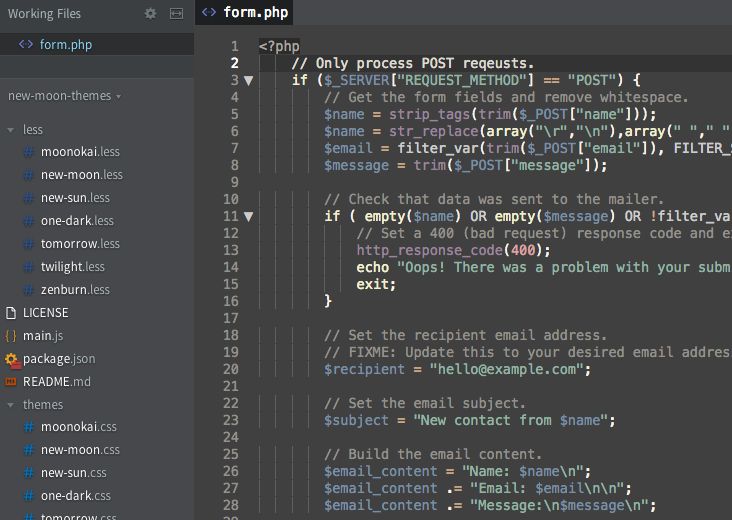 Working Files
form.php
new-moon-themes
less
moonokai.less
new-moon.less
new-sun.less
one-dark.less
tomorrow.less
twilight.less
zenburn.less
LICENSE
main.js
package.json
README.md
themes
moonokai.css
new-moon.css
new-sun.css
one-dark.css
tomorrow.css
form.php
1 <?php
2 // Only process POST reqeusts.
3 if ($_SERVER["REQUEST_METHOD"] == "POST") {
4 // Get the form fields and remove whitespace.
5 $name = strip_tags(trim($_POST["name"]));
6 $name = str_replace(array("\r","\n"),array(" "," "
7 $email = filter_var(trim($_POST["email"]), FILTER_S
8 $message = trim($_POST["message"]);
9
10 // Check that data was sent to the mailer.
11 if ( empty($name) OR empty($message) OR !filter_va
12 // Set a 400 (bad request) response code and e
13 http_response_code(400);
14 echo "Oops! There was a problem with your subm
15 exit;
16 }
17
18 // Set the recipient email address.
19 // FIXME: Update this to your desired email addres
20 $recipient = "hello@example.com";
21
22 // Set the email subject.
23 $subject = "New contact from $name";
24
25 // Build the email content.
26 $email_content = "Name: $name\n";
27 $email_content .= "Email: $email\n\n";
28 $email_content .= "Message:\n$message\n";